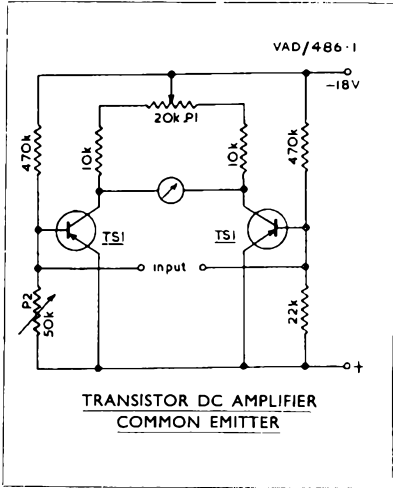 VAD/486·1
-18V
20k.P1
470k
10k
10k
470k
TS1
TS1
input
P2
50k
22k
+
TRANSISTOR DC AMPLIFIER
COMMON EMITTER